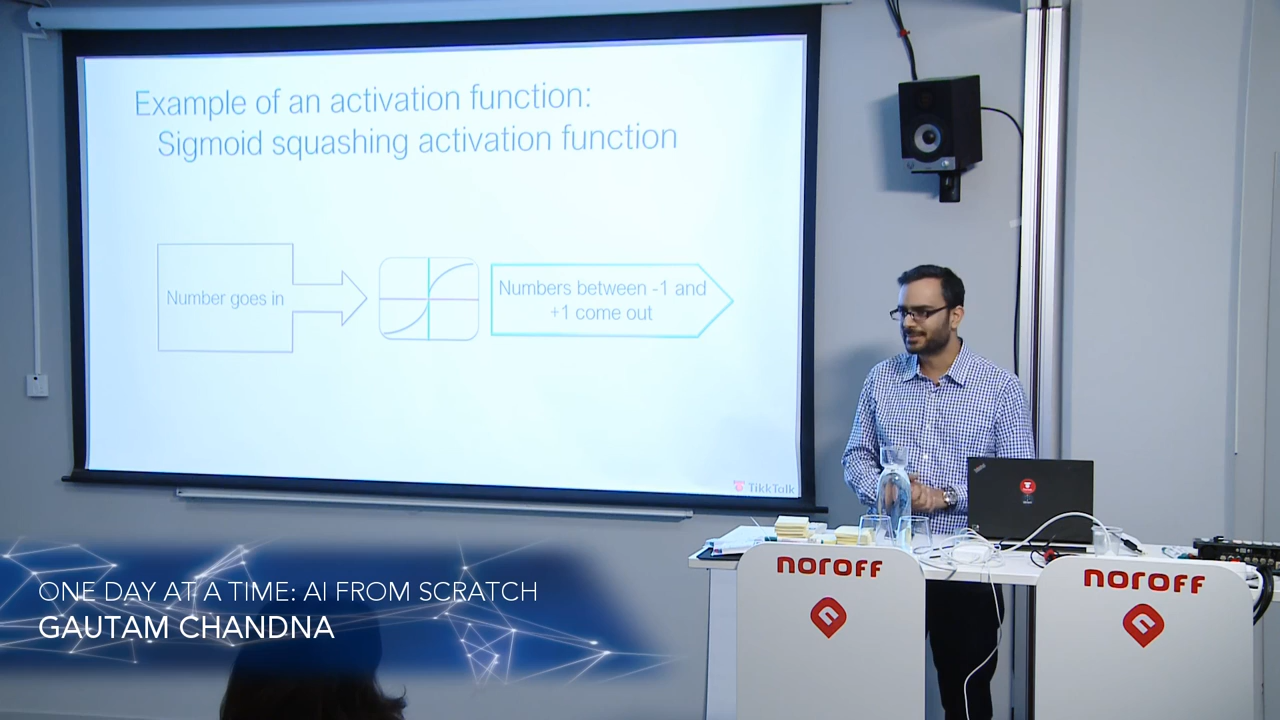 Example of an activation function:
Sigmoid squashing activation function
Number goes in
Numbers between -1 and
+1 come out
TikkTolk
ONE DAY AT A TIME: AI FROM SCRATCH
GAUTAM CHANDNA
noroff
noroff